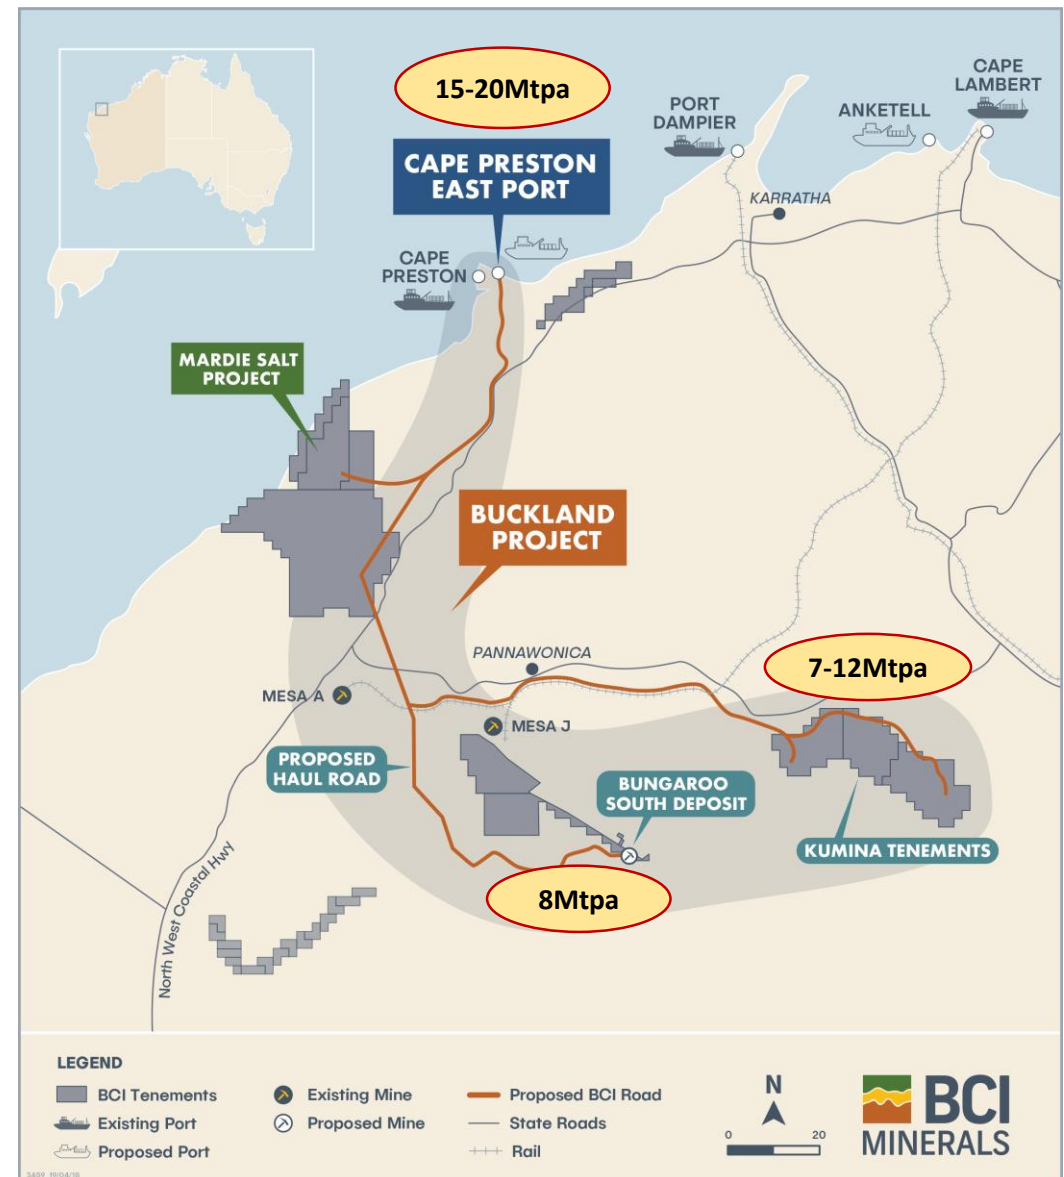 15-20Mtpa
CAPE PRESTON
EAST PORT
PORT
DAMPIER
ANKETELL
CAPE
LAMBERT
KARRATHA
CAPE
PRESTON
MARDIE SALT
PROJECT
BUCKLAND
PROJECT
PANNAWONICA
7-12Mtpa
MESA A
MESA J
PROPOSED
HAUL ROAD
BUNGAROO
SOUTH DEPOSIT
KUMINA TENEMENTS
8Mtpa
North West Coastal Hwy
LEGEND
BCI Tenements
Existing Port
Proposed Port
Existing Mine
Proposed Mine
Proposed BCI Road
State Roads
Rail
N
0 20
BCI
MINERALS
19/04/18